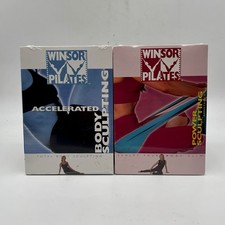 WINSOR
PILATES
ACCELERATED
BODY
SCULPTING
WINSOR
PILATES
POWER
SCULPTING